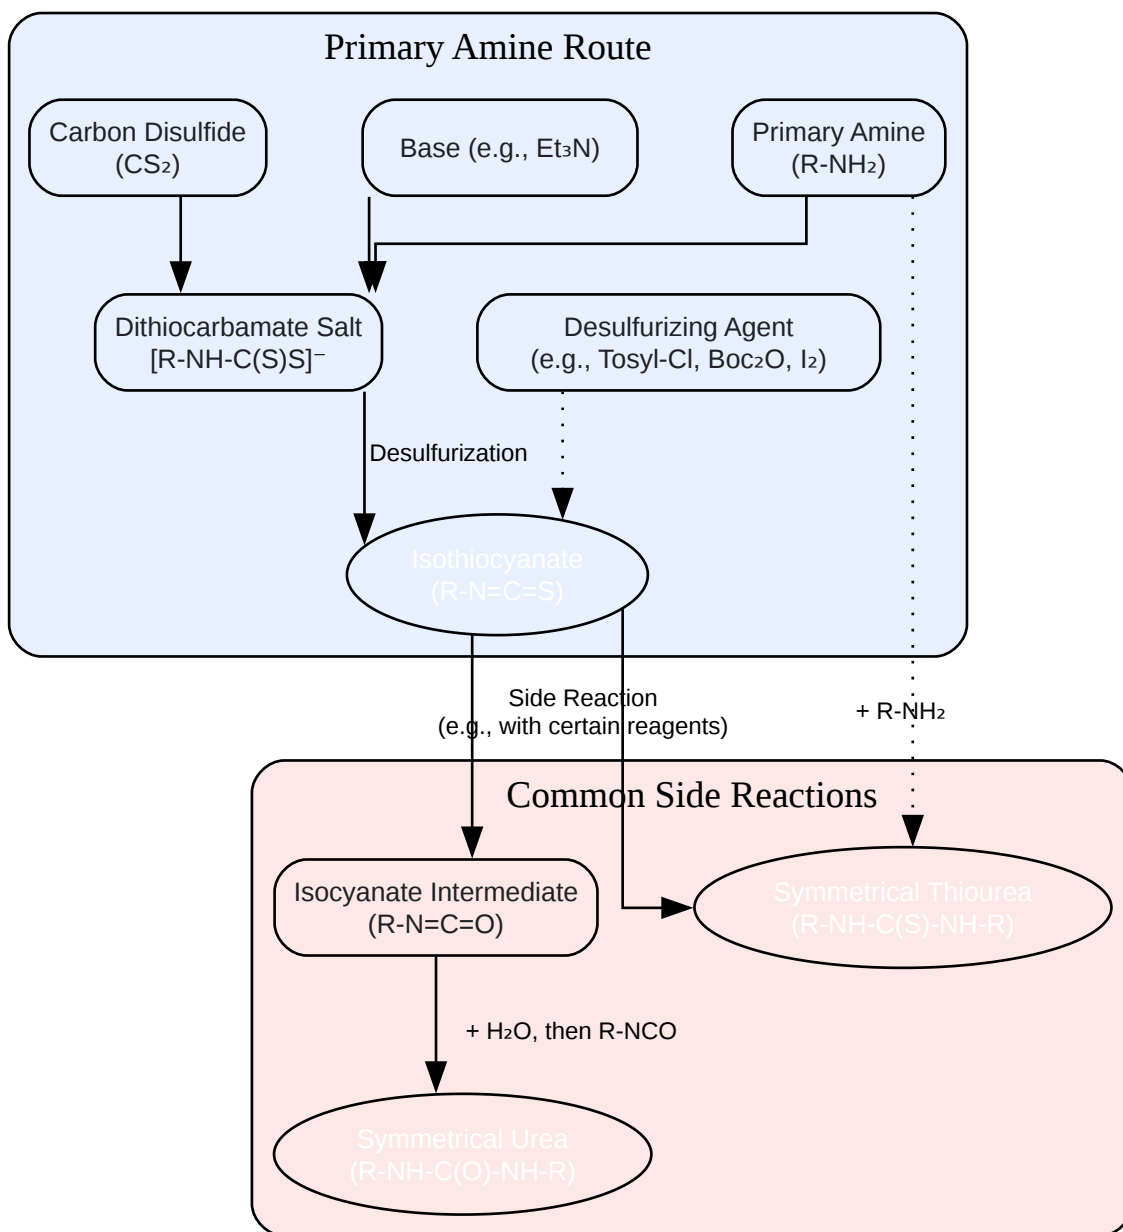 Primary Amine Route
Carbon Disulfide
(CS₂)
Base (e.g., Et₃N)
Primary Amine
(R-NH₂)
Dithiocarbamate Salt
[R-NH-C(S)S]⁻
Desulfurizing Agent
(e.g., Tosyl-Cl, Boc₂O, I₂)
Desulfurization
Isothiocyanate
(R-N=C=S)
Side Reaction
(e.g., with certain reagents)
+ R-NH₂
Common Side Reactions
Isocyanate Intermediate
(R-N=C=O)
Symmetrical Thiourea
(R-NH-C(S)-NH-R)
+ H₂O, then R-NCO
Symmetrical Urea
(R-NH-C(O)-NH-R)